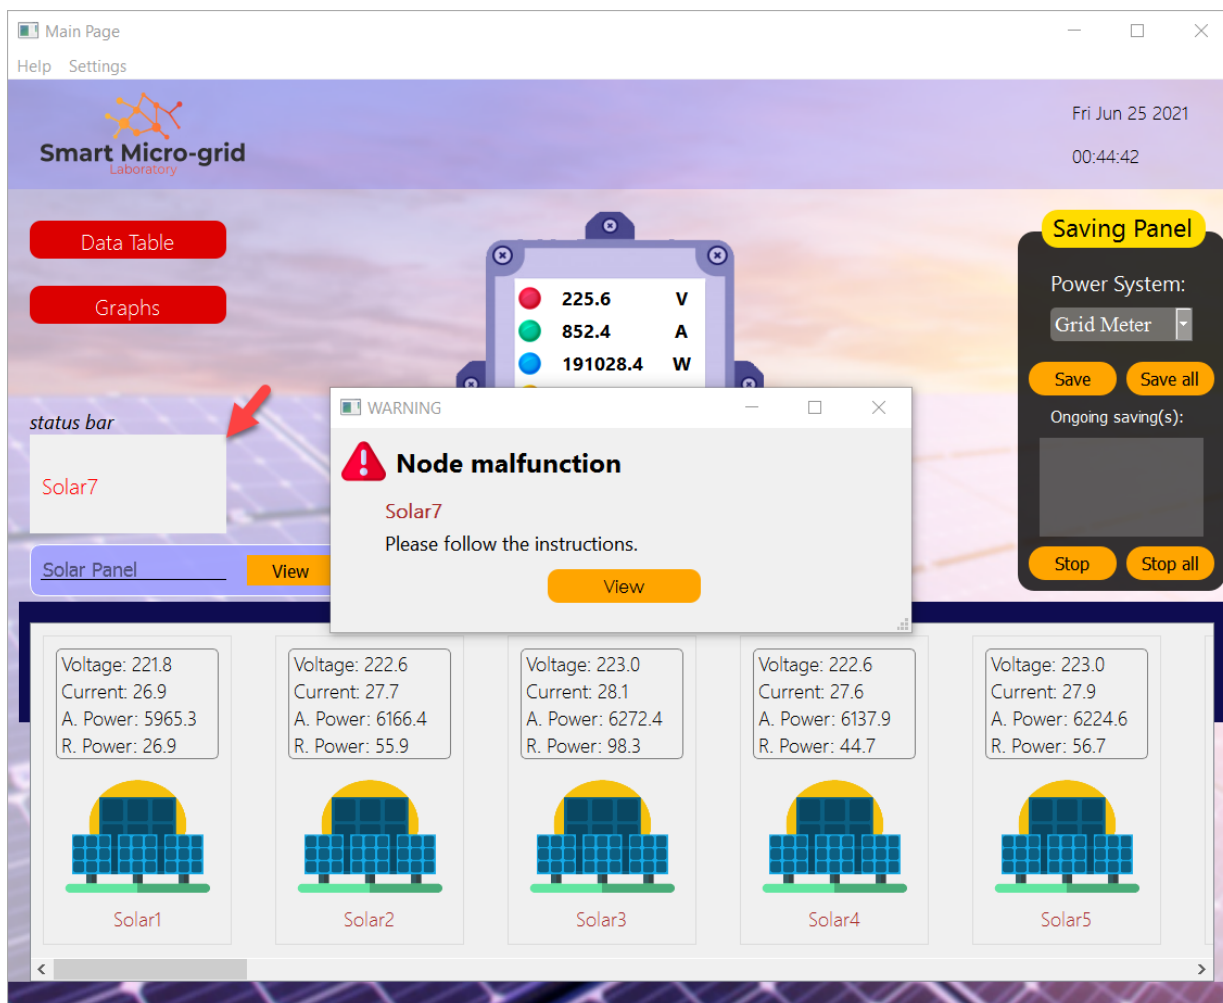 Main Page
Help Settings
Smart Micro-grid
Laboratory
Fri Jun 25 2021
00:44:42
Data Table
Graphs
225.6 V
852.4 A
191028.4 W
Saving Panel
Power System:
Grid Meter
Save Save all
Ongoing saving(s):
Stop Stop all
status bar
Solar7
Solar Panel View
WARNING
Node malfunction
Solar7
Please follow the instructions.
View
Voltage: 221.8
Current: 26.9
A. Power: 5965.3
R. Power: 26.9
Solar1
Voltage: 222.6
Current: 27.7
A. Power: 6166.4
R. Power: 55.9
Solar2
Voltage: 223.0
Current: 28.1
A. Power: 6272.4
R. Power: 98.3
Solar3
Voltage: 222.6
Current: 27.6
A. Power: 6137.9
R. Power: 44.7
Solar4
Voltage: 223.0
Current: 27.9
A. Power: 6224.6
R. Power: 56.7
Solar5